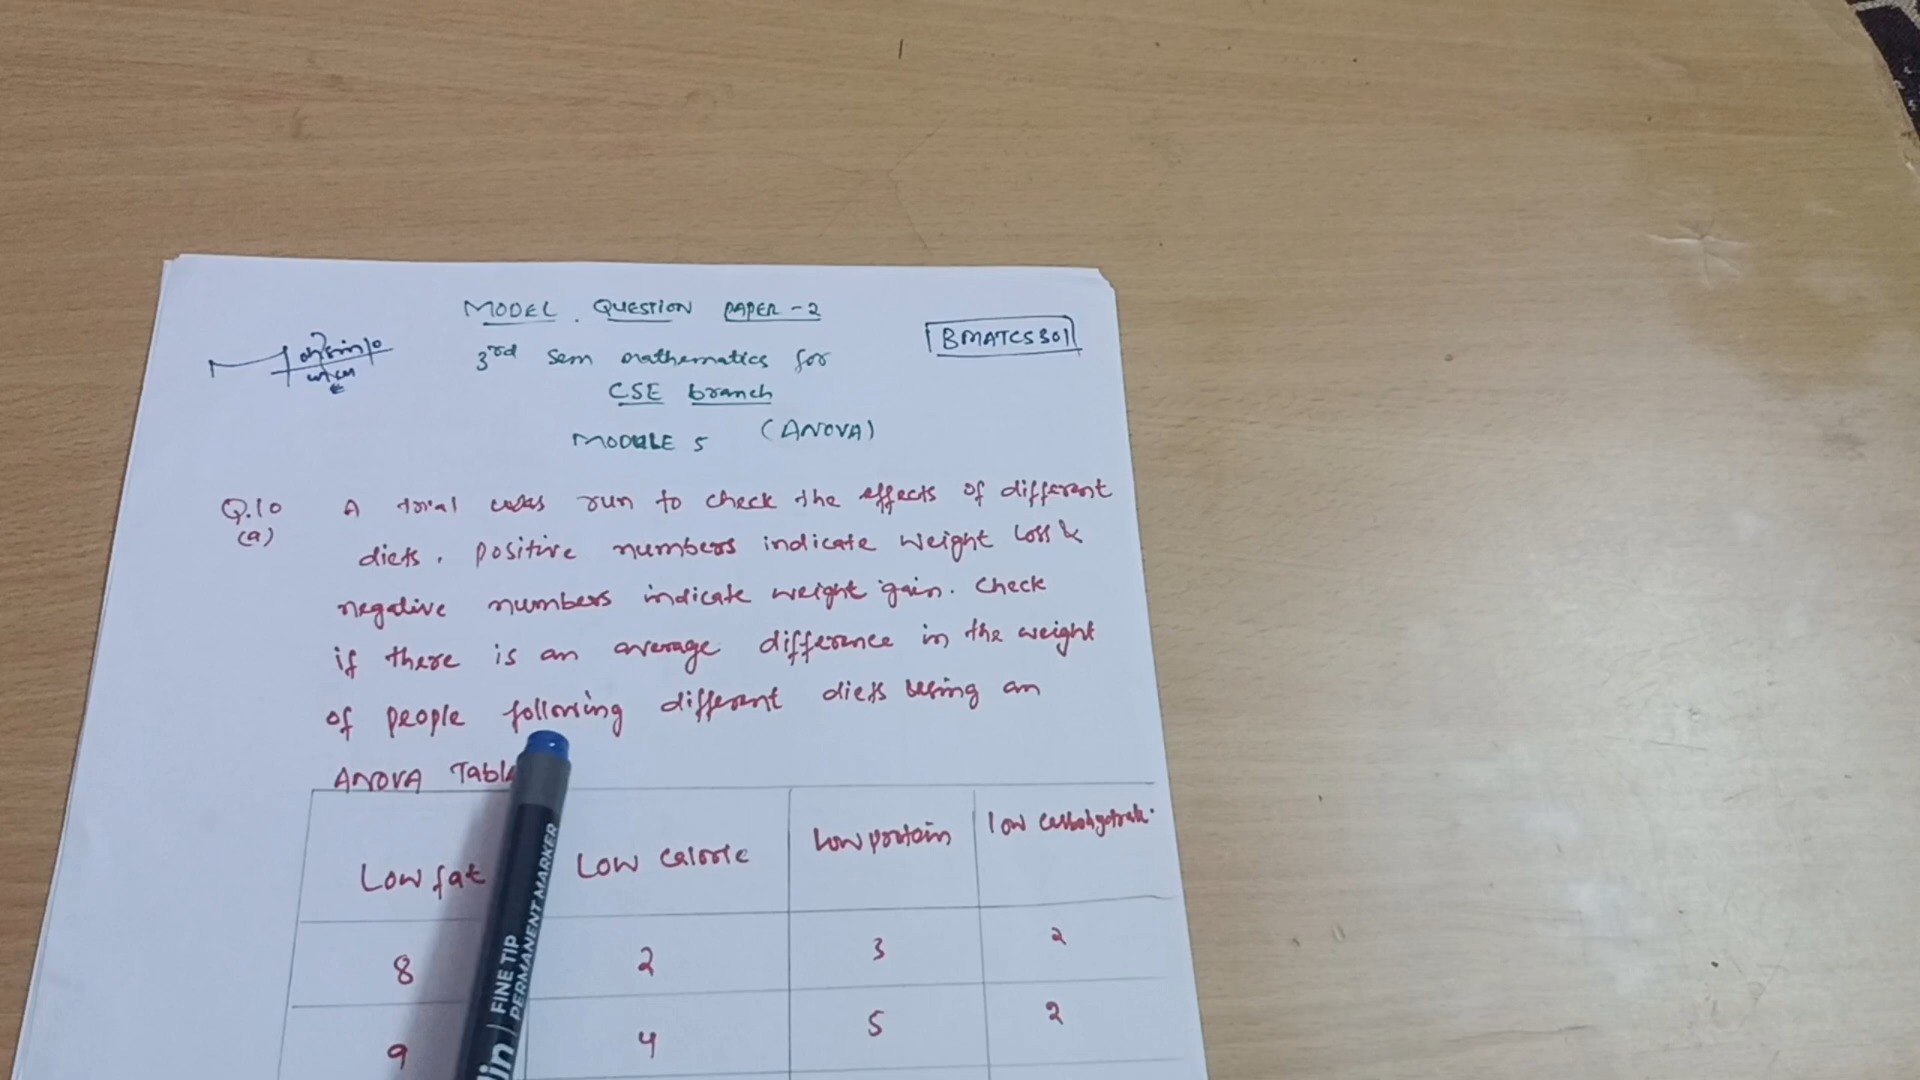 MODEL QUESTION PAPER - 2
BMATCS301
3rd Sem mathematics for
CSE branch
MODULE 5 (ANOVA)
Q.10 A trial was run to check the effects of different
(a) diets. positive numbers indicate weight loss &
negative numbers indicate weight gain. Check
if there is an average difference in the weight
of people following different diets using an
ANOVA Table
Low fat Low calorie Low protein low carbohydrate.
8 2 3 2
9 4 5 2
FINE TIP
PERMANENT MARKER